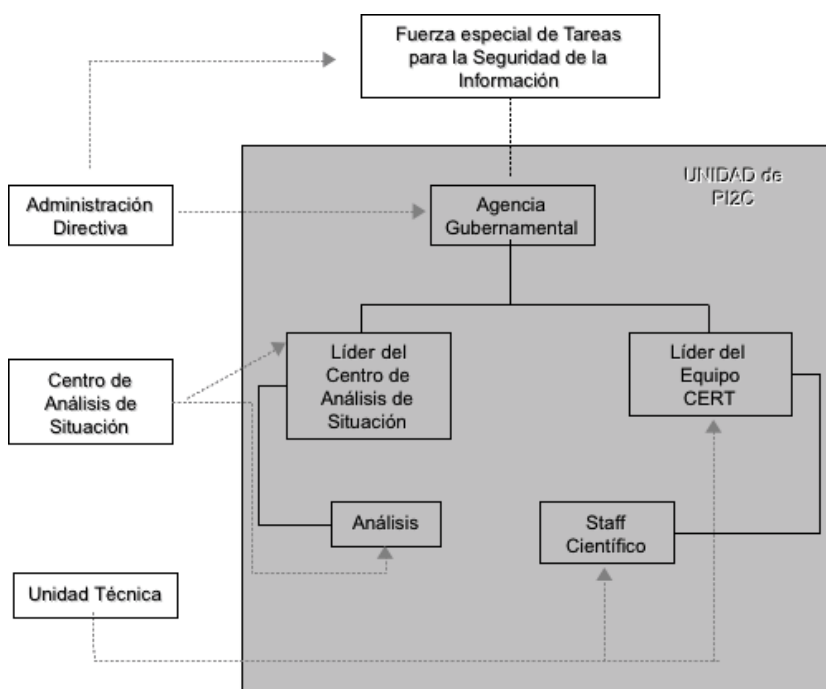 Fuerza especial de Tareas
para la Seguridad de la
Información
UNIDAD de
PI2C
Administración
Directiva
Agencia
Gubernamental
Centro de
Análisis de
Situación
Líder del
Centro de
Análisis de
Situación
Líder del
Equipo
CERT
Análisis
Staff
Científico
Unidad Técnica